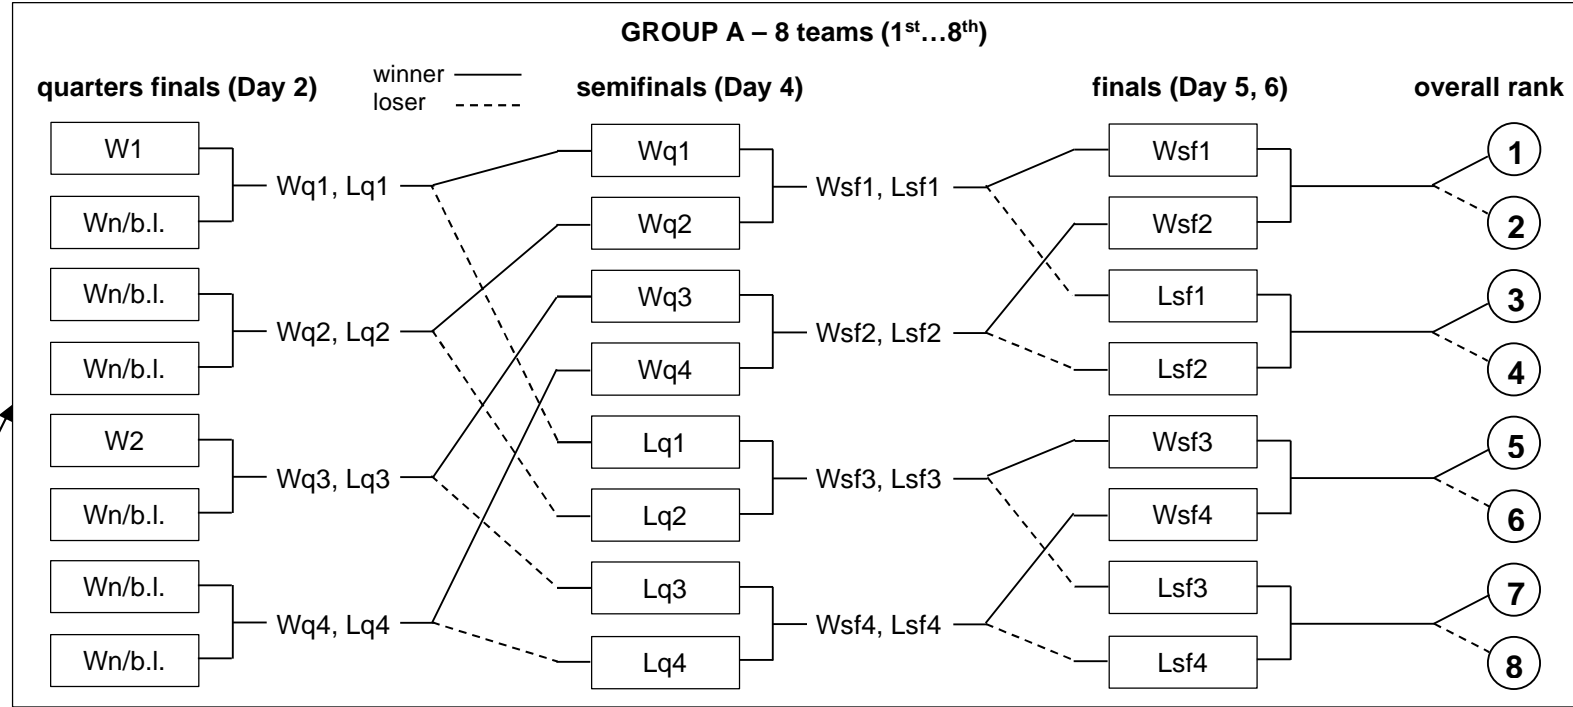 GROUP A – 8 teams (1st…8th)
winner
loser
quarters finals (Day 2)
semifinals (Day 4)
finals (Day 5, 6)
overall rank
W1
Wn/b.l.
Wn/b.l.
Wn/b.l.
W2
Wn/b.l.
Wn/b.l.
Wn/b.l.
Wq1, Lq1
Wq2, Lq2
Wq3, Lq3
Wq4, Lq4
Wq1
Wq2
Wq3
Wq4
Lq1
Lq2
Lq3
Lq4
Wsf1, Lsf1
Wsf2, Lsf2
Wsf3, Lsf3
Wsf4, Lsf4
Wsf1
Wsf2
Lsf1
Lsf2
Wsf3
Wsf4
Lsf3
Lsf4
1
2
3
4
5
6
7
8